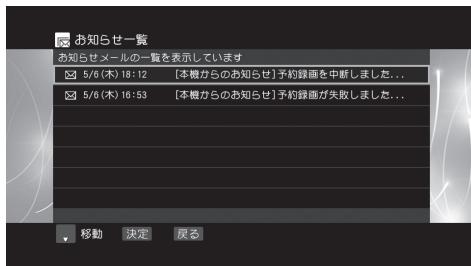 お知らせ一覧
お知らせメールの一覧を表示しています
5/6(木)18:12 [本機からのお知らせ]予約録画を中断しました...
5/6(木)16:53 [本機からのお知らせ]予約録画が失敗しました...
移動 決定 戻る